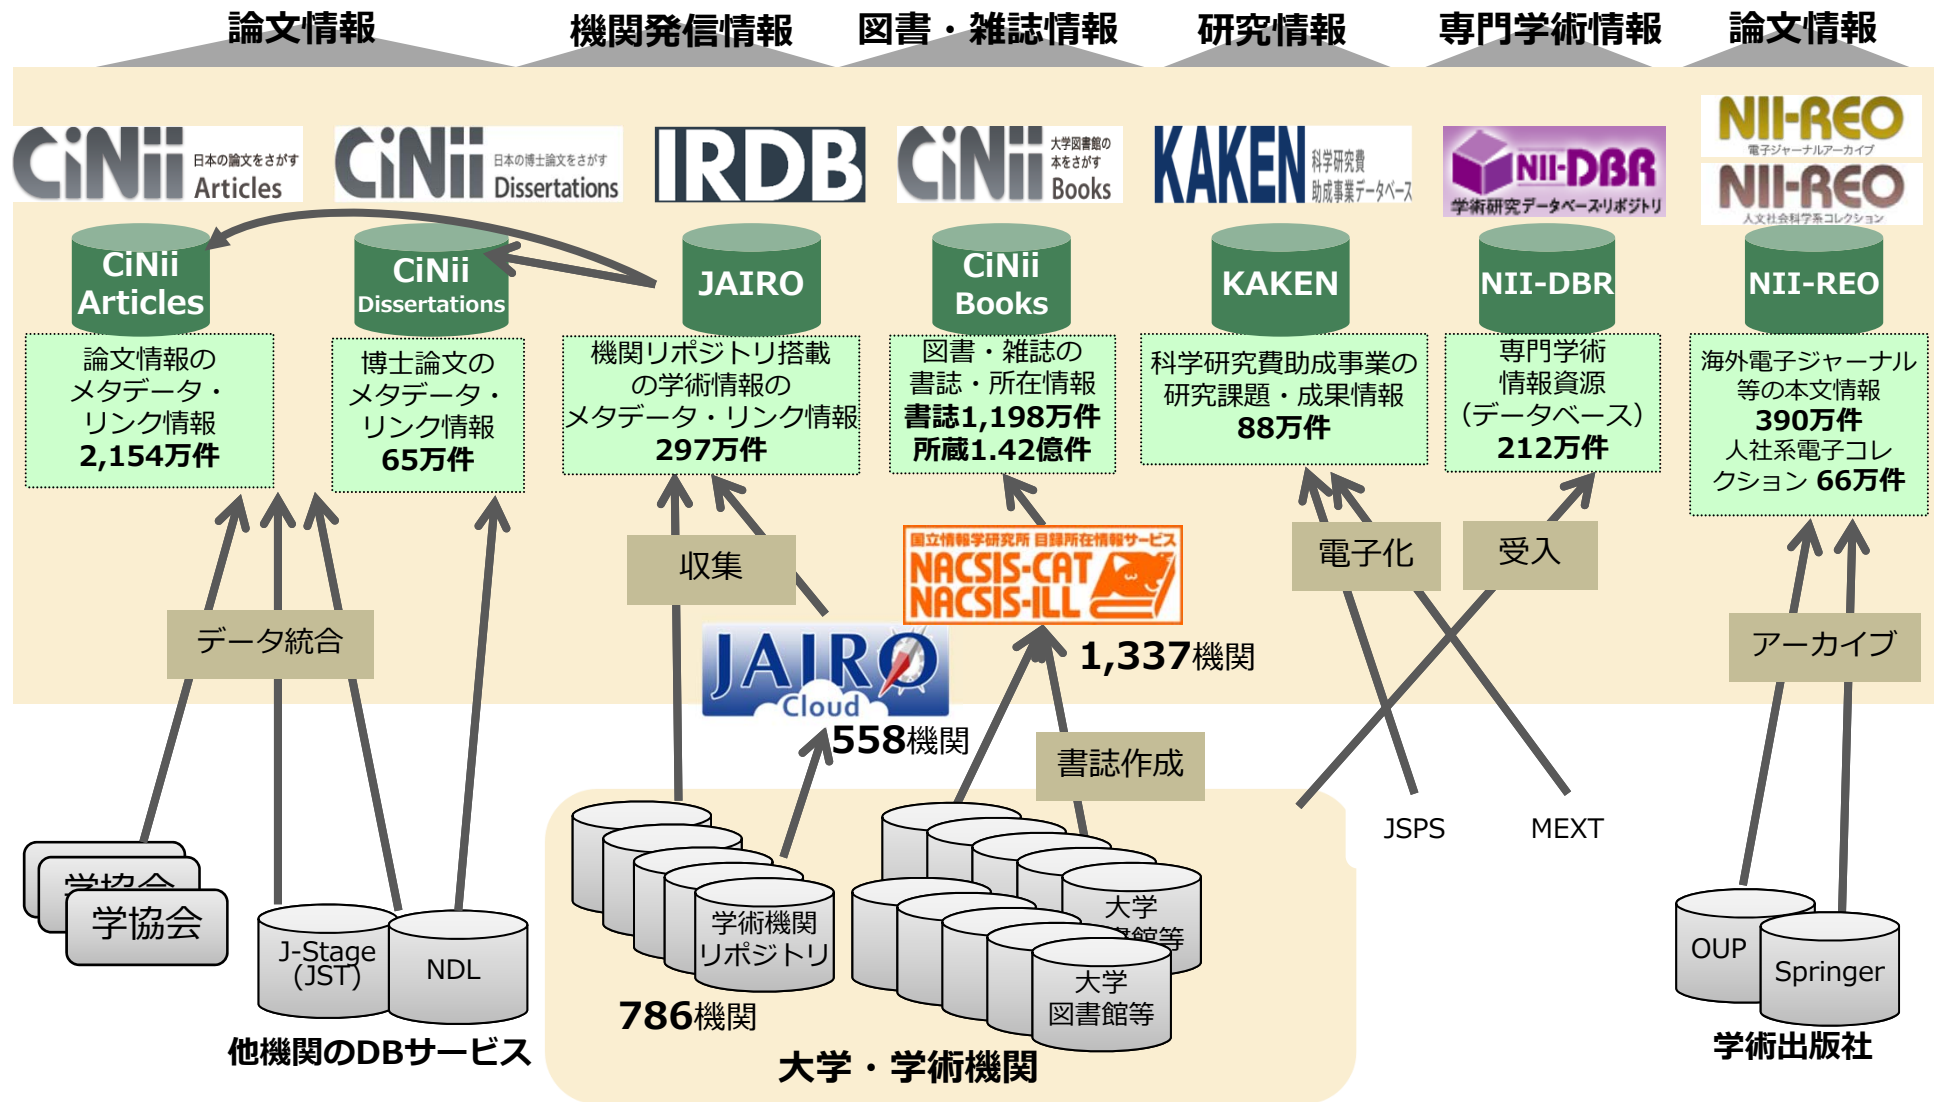 論文情報
機関発信情報
図書・雑誌情報
研究情報
専門学術情報
論文情報
CiNii 日本の論文をさがす Articles
CiNii 日本の博士論文をさがす Dissertations
IRDB
CiNii 大学図書館の本をさがす Books
KAKEN 科学研究費助成事業データベース
NII-DBR
学術研究データベース・リポジトリ
NII-REO
電子ジャーナルアーカイブ
NII-REO
人文社会科学系コレクション
CiNii
Articles
CiNii
Dissertations
JAIRO
CiNii
Books
KAKEN
NII-DBR
NII-REO
論文情報の
メタデータ・
リンク情報
2,154万件
博士論文の
メタデータ・
リンク情報
65万件
機関リポジトリ搭載
の学術情報の
メタデータ・リンク情報
297万件
図書・雑誌の
書誌・所在情報
書誌1,198万件
所蔵1.42億件
科学研究費助成事業の
研究課題・成果情報
88万件
専門学術
情報資源
（データベース）
212万件
海外電子ジャーナル
等の本文情報
390万件
人社系電子コレ
クション 66万件
データ統合
収集
国立情報学研究所 目録所在情報サービス
NACSIS-CAT
NACSIS-ILL
1,337機関
電子化
受入
アーカイブ
JAIRO
Cloud
558機関
書誌作成
JSPS
MEXT
学協会
学協会
J-Stage
(JST)
NDL
他機関のDBサービス
学術機関
リポジトリ
786機関
大学
書館等
大学
図書館等
大学・学術機関
OUP
Springer
学術出版社